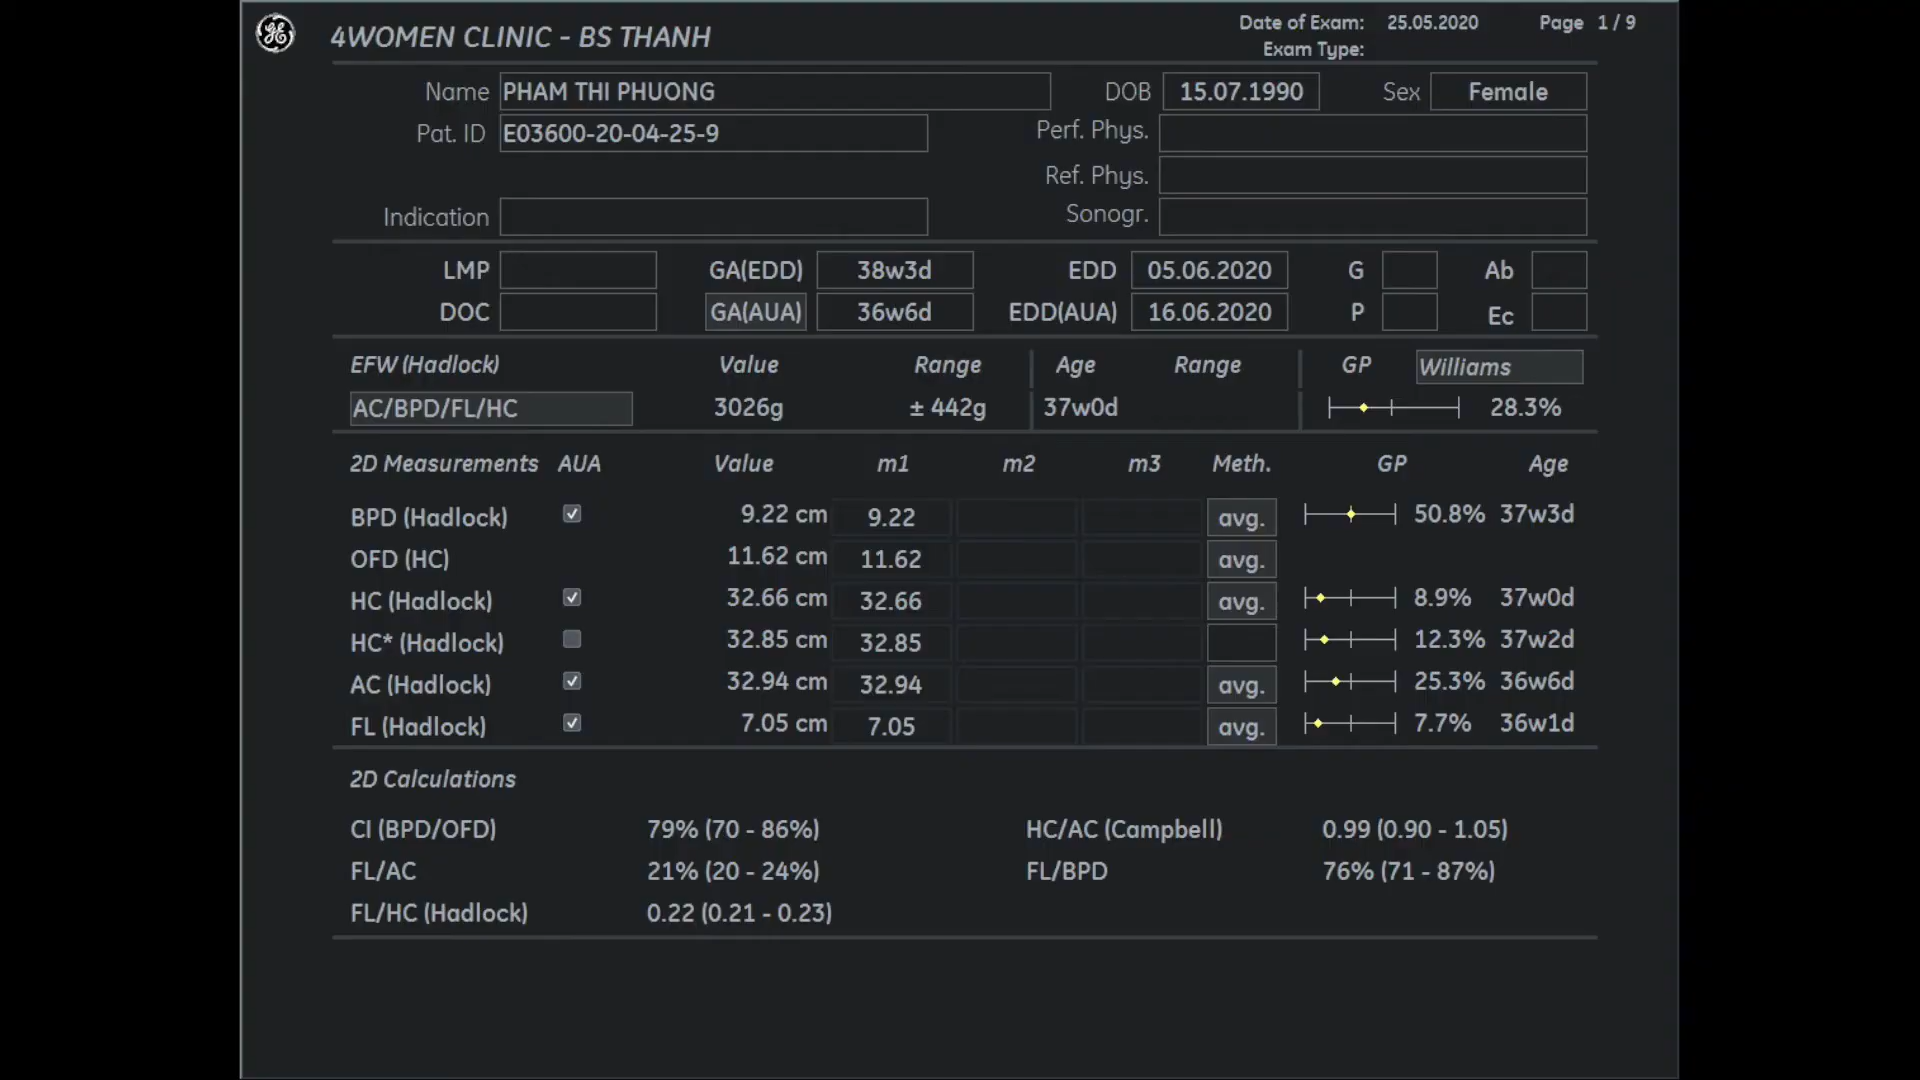 4WOMEN CLINIC - BS THANH
Date of Exam: 25.05.2020 Page 1 / 9
Exam Type:
Name PHAM THI PHUONG DOB 15.07.1990 Sex Female
Pat. ID E03600-20-04-25-9 Perf. Phys.
Ref. Phys.
Indication Sonogr.
LMP GA(EDD) 38w3d EDD 05.06.2020 G Ab
DOC GA(AUA) 36w6d EDD(AUA) 16.06.2020 P Ec
EFW (Hadlock) Value Range Age Range GP Williams
AC/BPD/FL/HC 3026g ± 442g 37w0d 28.3%
2D Measurements AUA Value m1 m2 m3 Meth. GP Age
BPD (Hadlock) 9.22 cm 9.22 avg. 50.8% 37w3d
OFD (HC) 11.62 cm 11.62 avg.
HC (Hadlock) 32.66 cm 32.66 avg. 8.9% 37w0d
HC* (Hadlock) 32.85 cm 32.85 12.3% 37w2d
AC (Hadlock) 32.94 cm 32.94 avg. 25.3% 36w6d
FL (Hadlock) 7.05 cm 7.05 avg. 7.7% 36w1d
2D Calculations
CI (BPD/OFD) 79% (70 - 86%) HC/AC (Campbell) 0.99 (0.90 - 1.05)
FL/AC 21% (20 - 24%) FL/BPD 76% (71 - 87%)
FL/HC (Hadlock) 0.22 (0.21 - 0.23)